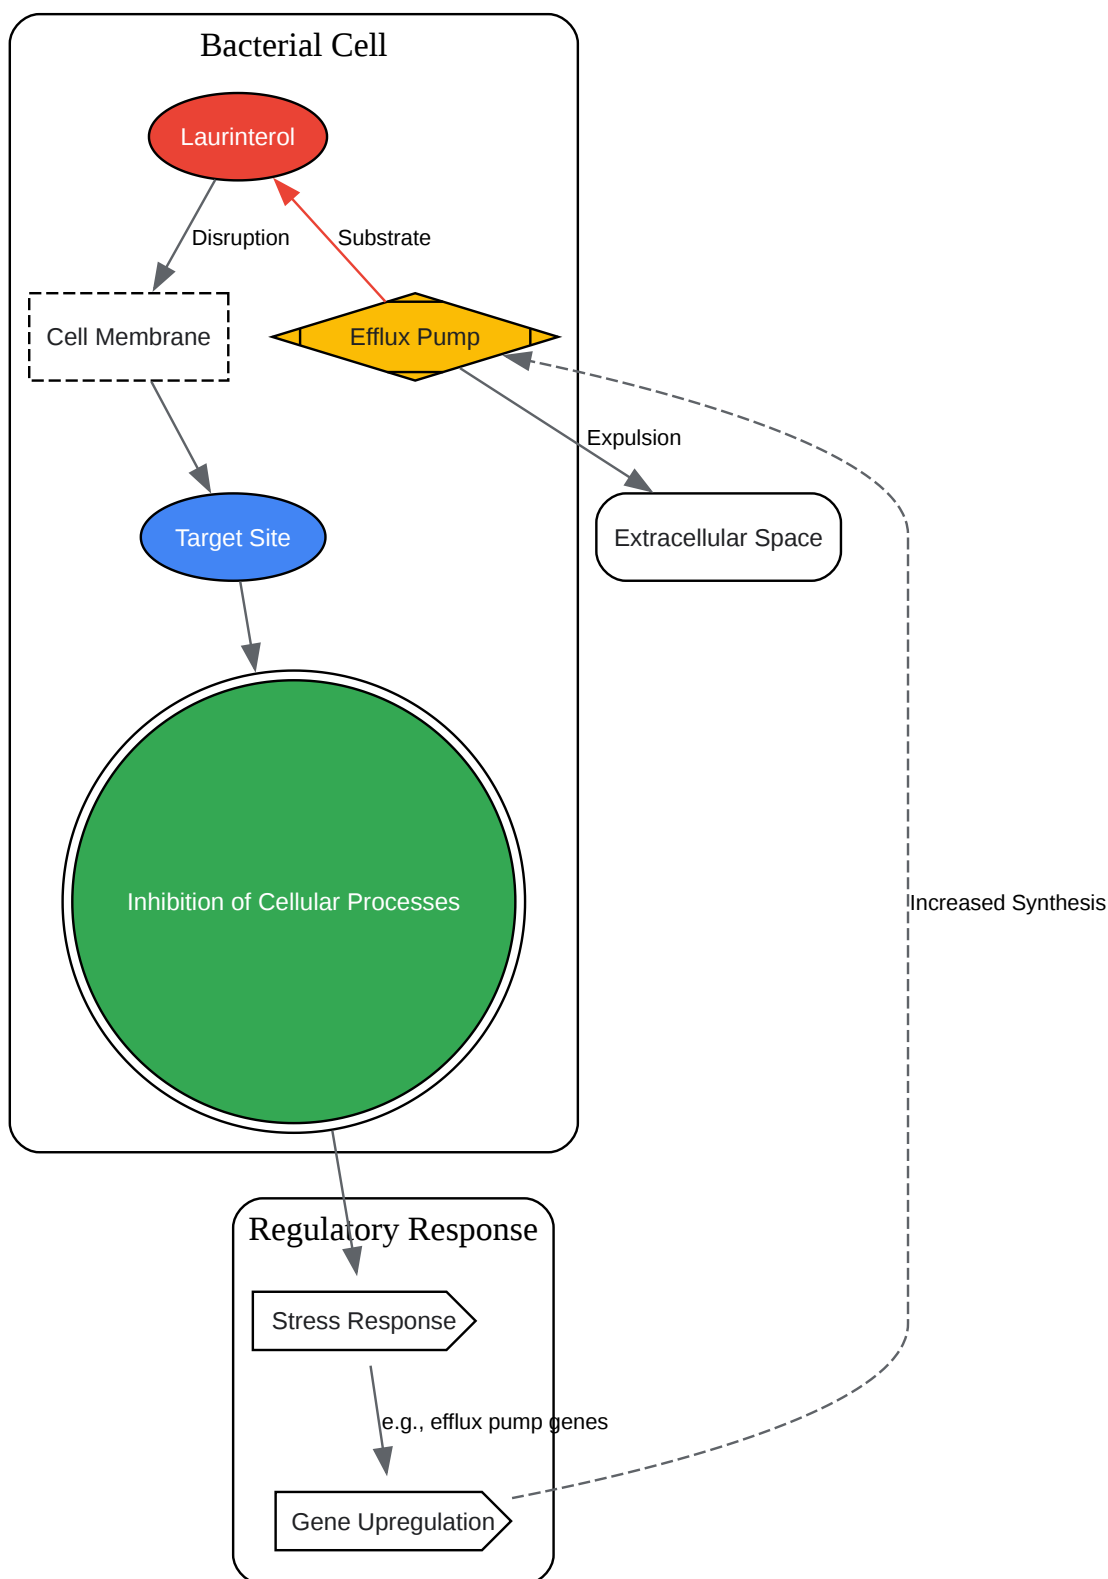 Bacterial Cell
Laurinterol
Disruption
Substrate
Cell Membrane
Efflux Pump
Expulsion
Target Site
Extracellular Space
Inhibition of Cellular Processes
Increased Synthesis
Regulatory Response
Stress Response
e.g., efflux pump genes
Gene Upregulation